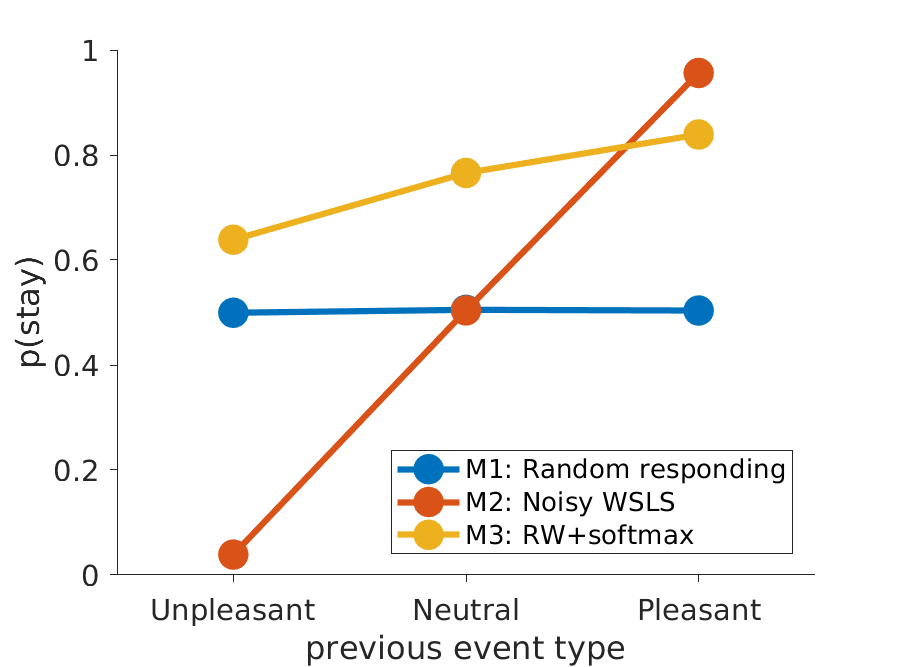 1
0.8
0.6
0.4
0.2
0
p(stay)
M1: Random responding
M2: Noisy WSLS
M3: RW+softmax
Unpleasant Neutral Pleasant
previous event type